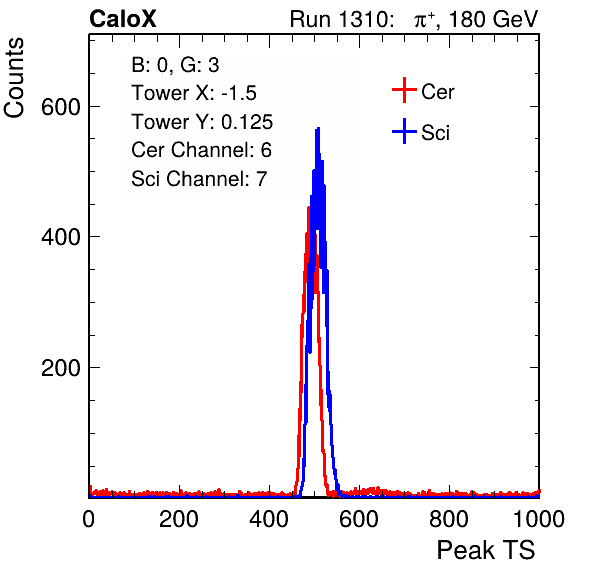 CaloX Run 1310: π⁺, 180 GeV
Counts
B: 0, G: 3
Tower X: -1.5
Tower Y: 0.125
Cer Channel: 6
Sci Channel: 7
Cer
Sci
600
400
200
0 200 400 600 800 1000
Peak TS